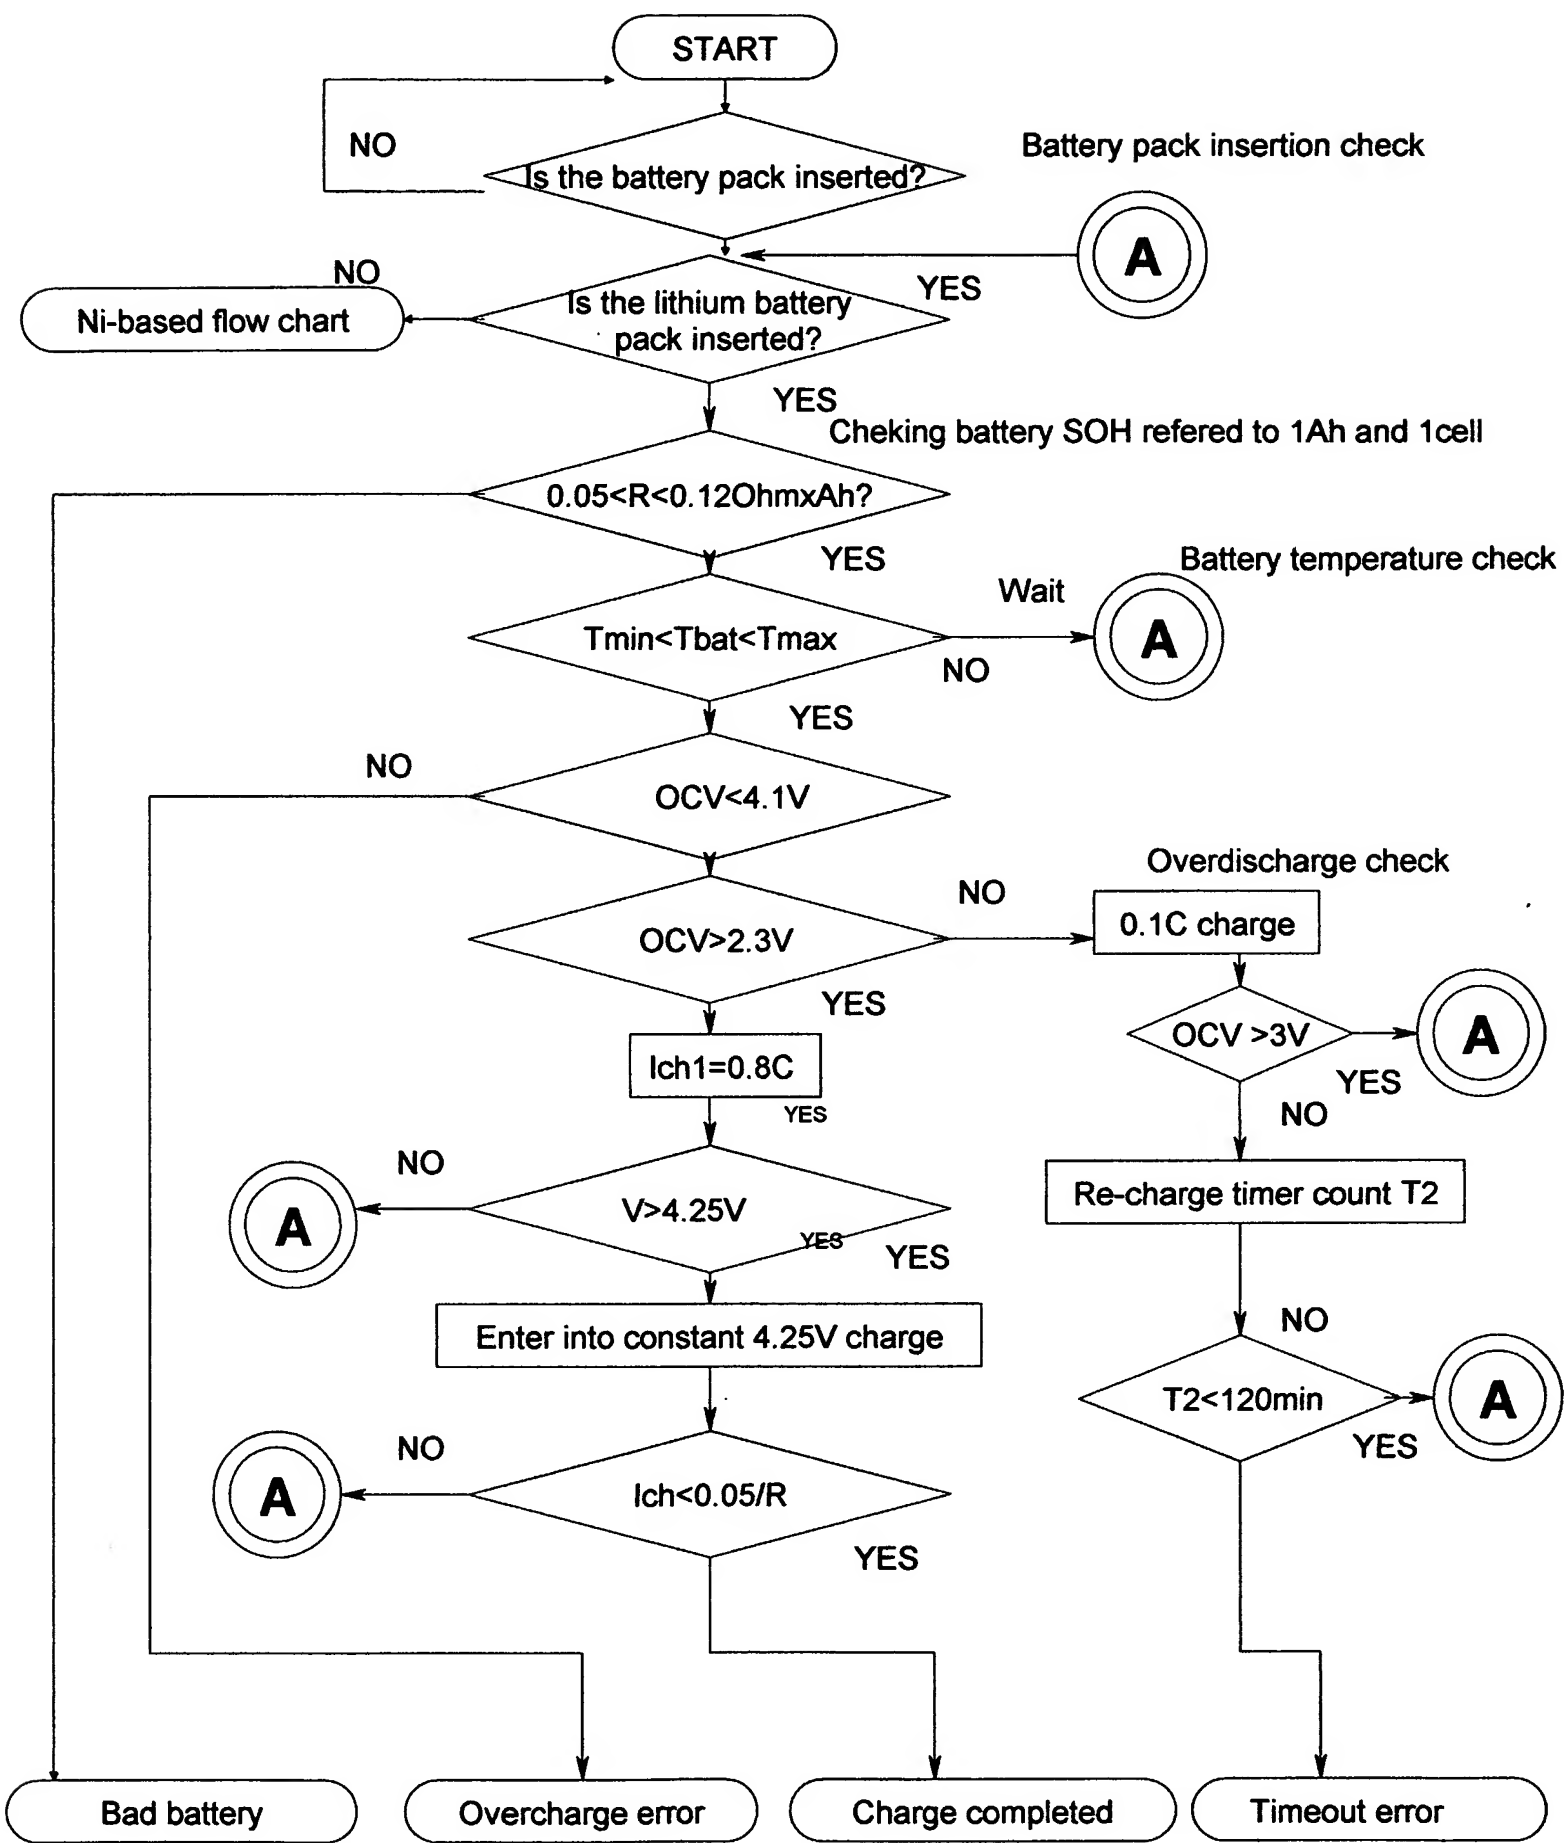 START
NO
Battery pack insertion check
Is the battery pack inserted?
A
NO
YES
Is the lithium battery
pack inserted?
Ni-based flow chart
YES
Cheking battery SOH refered to 1Ah and 1cell
0.05<R<0.12OhmxAh?
YES
Battery temperature check
Wait
Tmin<Tbat<Tmax
A
NO
YES
NO
OCV<4.1V
Overdischarge check
NO
0.1C charge
OCV>2.3V
YES
OCV >3V
A
Ich1=0.8C
YES
YES
NO
NO
Re-charge timer count T2
V>4.25V
A
YES
YES
NO
Enter into constant 4.25V charge
T2<120min
A
NO
YES
Ich<0.05/R
A
YES
Bad battery
Overcharge error
Charge completed
Timeout error